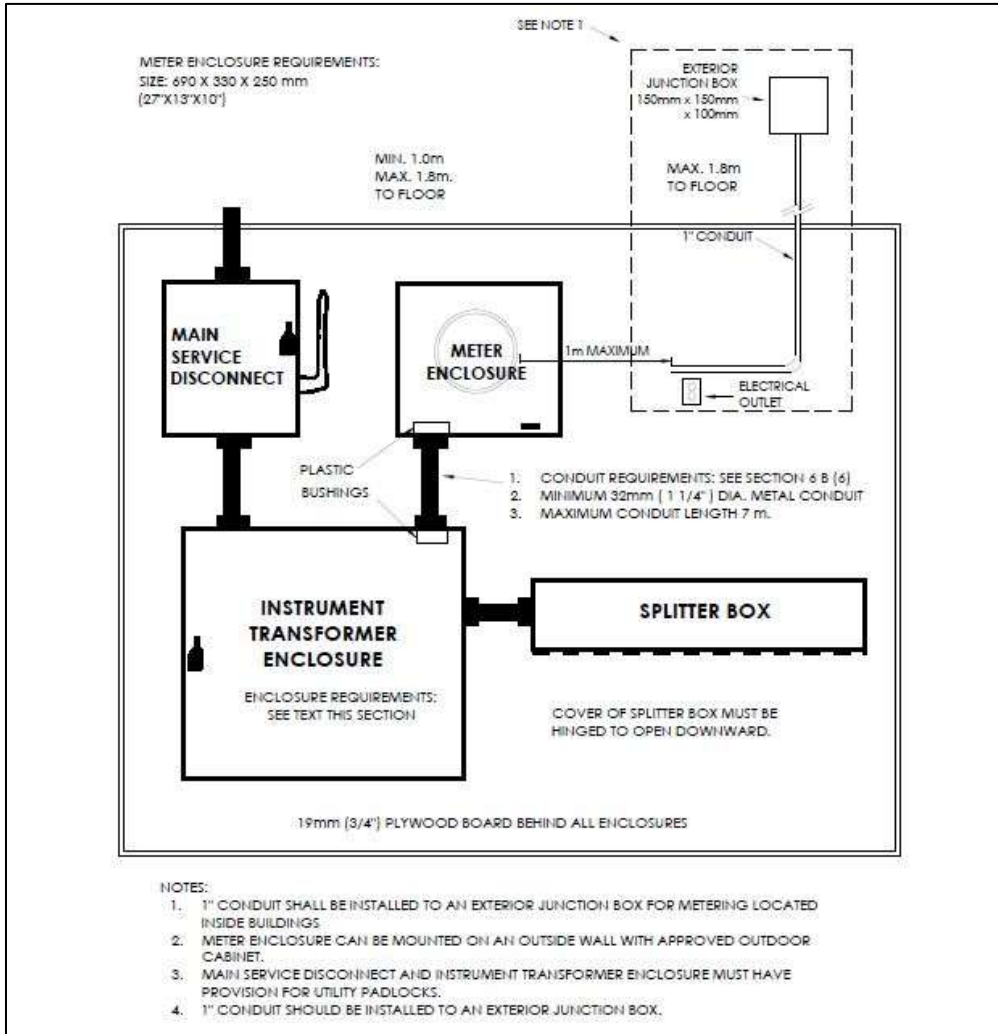 SEE NOTE 1
METER ENCLOSURE REQUIREMENTS:
SIZE: 690 X 330 X 250 mm
(27"X13"X10")
EXTERIOR
JUNCTION BOX
150mm x 150mm
x 100mm
MIN. 1.0m
MAX. 1.8m.
TO FLOOR
MAX. 1.8m
TO FLOOR
1" CONDUIT
MAIN
SERVICE
DISCONNECT
METER
ENCLOSURE
1m MAXIMUM
ELECTRICAL
OUTLET
PLASTIC
BUSHINGS
1. CONDUIT REQUIREMENTS: SEE SECTION 6 B (6)
2. MINIMUM 32mm ( 1 1/4" ) DIA. METAL CONDUIT
3. MAXIMUM CONDUIT LENGTH 7 m.
INSTRUMENT
TRANSFORMER
ENCLOSURE
ENCLOSURE REQUIREMENTS:
SEE TEXT THIS SECTION
SPLITTER BOX
COVER OF SPLITTER BOX MUST BE
HINGED TO OPEN DOWNWARD.
19mm (3/4") PLYWOOD BOARD BEHIND ALL ENCLOSURES
NOTES:
1. 1" CONDUIT SHALL BE INSTALLED TO AN EXTERIOR JUNCTION BOX FOR METERING LOCATED
INSIDE BUILDINGS
2. METER ENCLOSURE CAN BE MOUNTED ON AN OUTSIDE WALL WITH APPROVED OUTDOOR
CABINET.
3. MAIN SERVICE DISCONNECT AND INSTRUMENT TRANSFORMER ENCLOSURE MUST HAVE
PROVISION FOR UTILITY PADLOCKS.
4. 1" CONDUIT SHOULD BE INSTALLED TO AN EXTERIOR JUNCTION BOX.